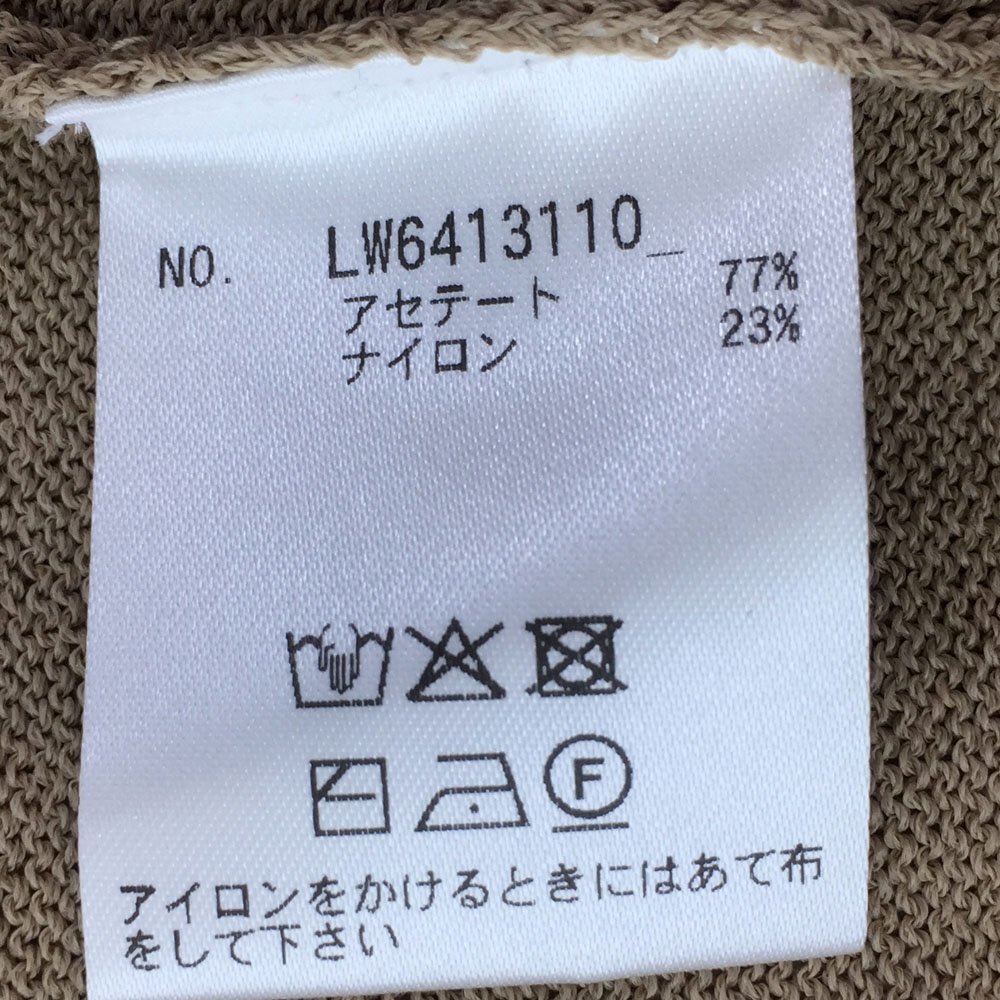 NO. LW6413110_
アセテート 77%
ナイロン 23%
F
アイロンをかけるときにはあて布
をして下さい